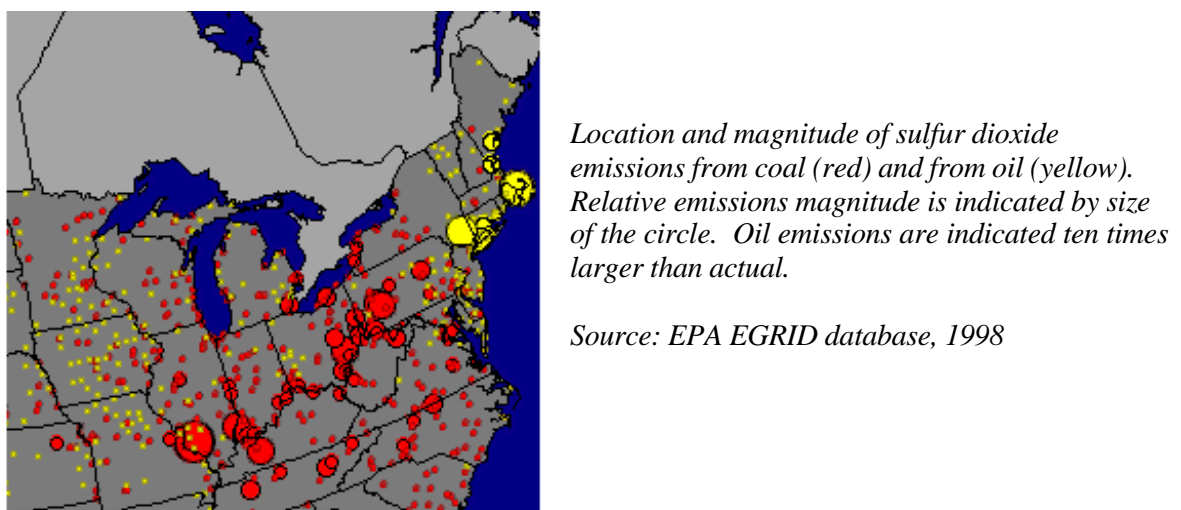 Location and magnitude of sulfur dioxide
emissions from coal (red) and from oil (yellow).
Relative emissions magnitude is indicated by size
of the circle. Oil emissions are indicated ten times
larger than actual.
Source: EPA EGRID database, 1998